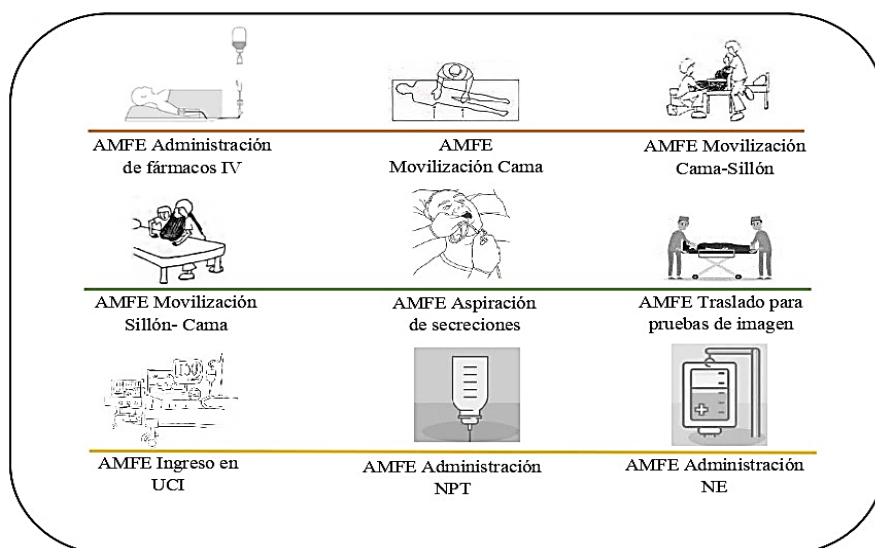 AMFE Administración
de fármacos IV
AMFE
Movilización Cama
AMFE Movilización
Cama-Sillón
AMFE Movilización
Sillón- Cama
AMFE Aspiración
de secreciones
AMFE Traslado para
pruebas de imagen
AMFE Ingreso en
UCI
AMFE Administración
NPT
AMFE Administración
NE